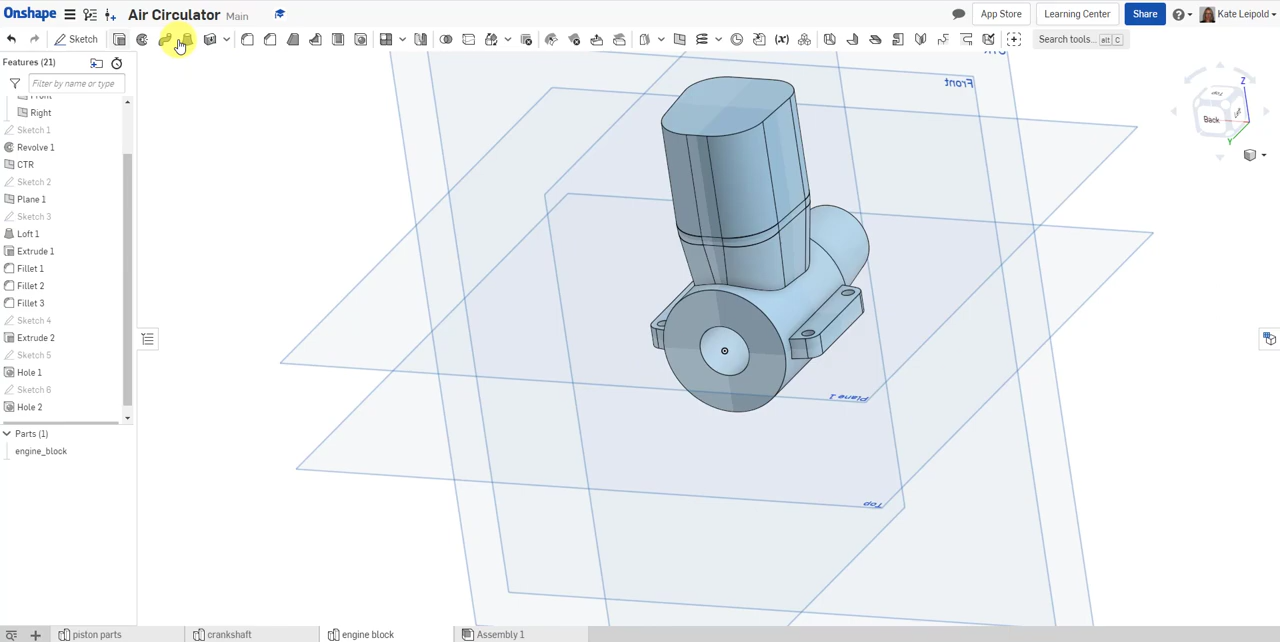 Onshape Air Circulator Main App Store Learning Center Share Kate Leipold
Sketch Search tools... alt C
Features (21)
Filter by name or type
Front
Right
Sketch 1
Revolve 1
CTR
Sketch 2
Plane 1
Sketch 3
Loft 1
Extrude 1
Fillet 1
Fillet 2
Fillet 3
Sketch 4
Extrude 2
Sketch 5
Hole 1
Sketch 6
Hole 2
Parts (1)
engine_block
Front
Plane 1
Top
Z
Top
Back
Left
Y
piston parts crankshaft engine block Assembly 1